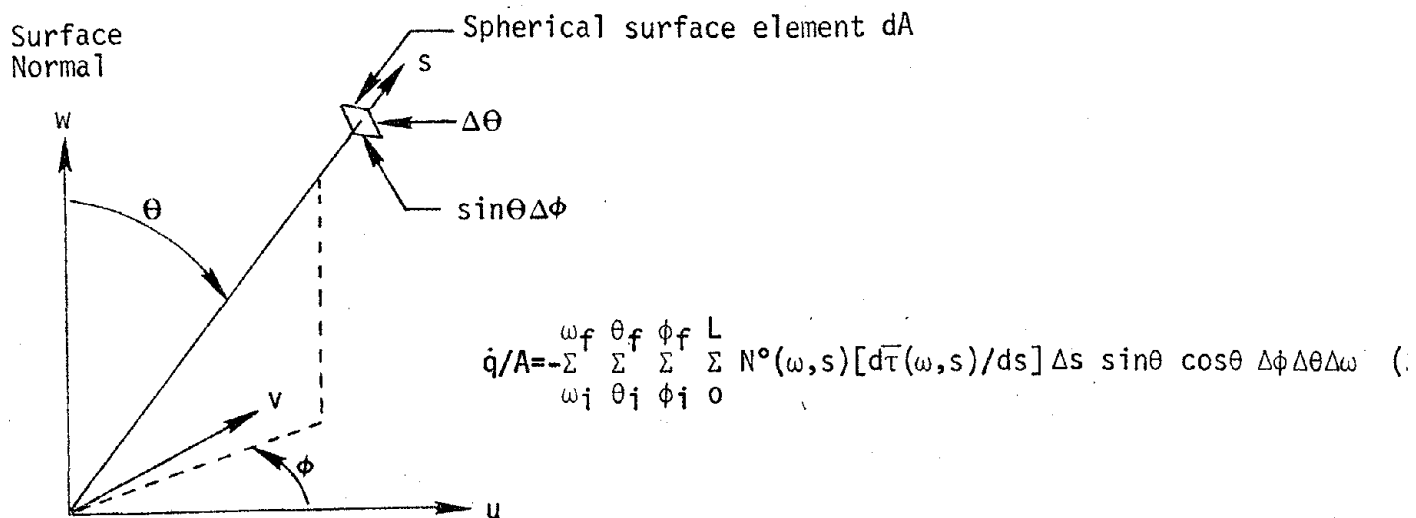 Surface
Normal
Spherical surface element dA
s
Δθ
w
θ
sinθΔϕ
ωf θf ϕf L
q̇/A=-Σ Σ Σ Σ N°(ω,s)[dτ̅(ω,s)/ds]Δs sinθ cosθ ΔϕΔθΔω (
ωi θi ϕi o
v
ϕ
u